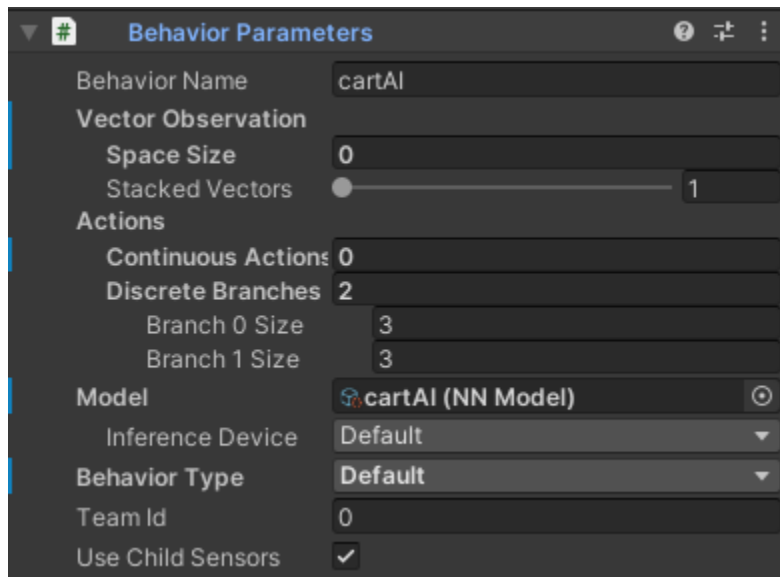 # Behavior Parameters
Behavior Name cartAI
Vector Observation
Space Size 0
Stacked Vectors 1
Actions
Continuous Actions 0
Discrete Branches 2
Branch 0 Size 3
Branch 1 Size 3
Model cartAI (NN Model)
Inference Device Default
Behavior Type Default
Team Id 0
Use Child Sensors